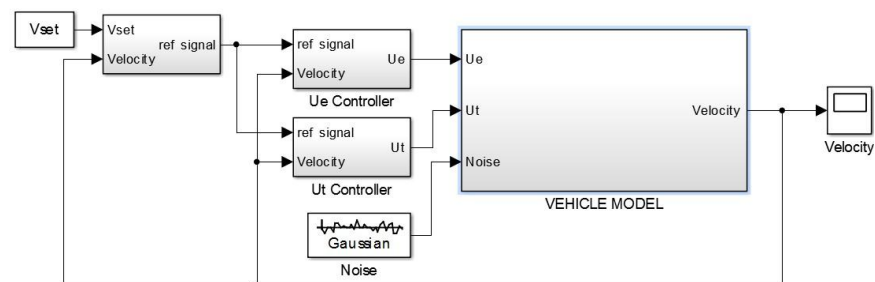 Vset
Vset
ref signal
Velocity
ref signal
Ue
Velocity
Ue Controller
ref signal
Ut
Velocity
Ut Controller
Gaussian
Noise
Ue
Ut
Velocity
Noise
VEHICLE MODEL
Velocity